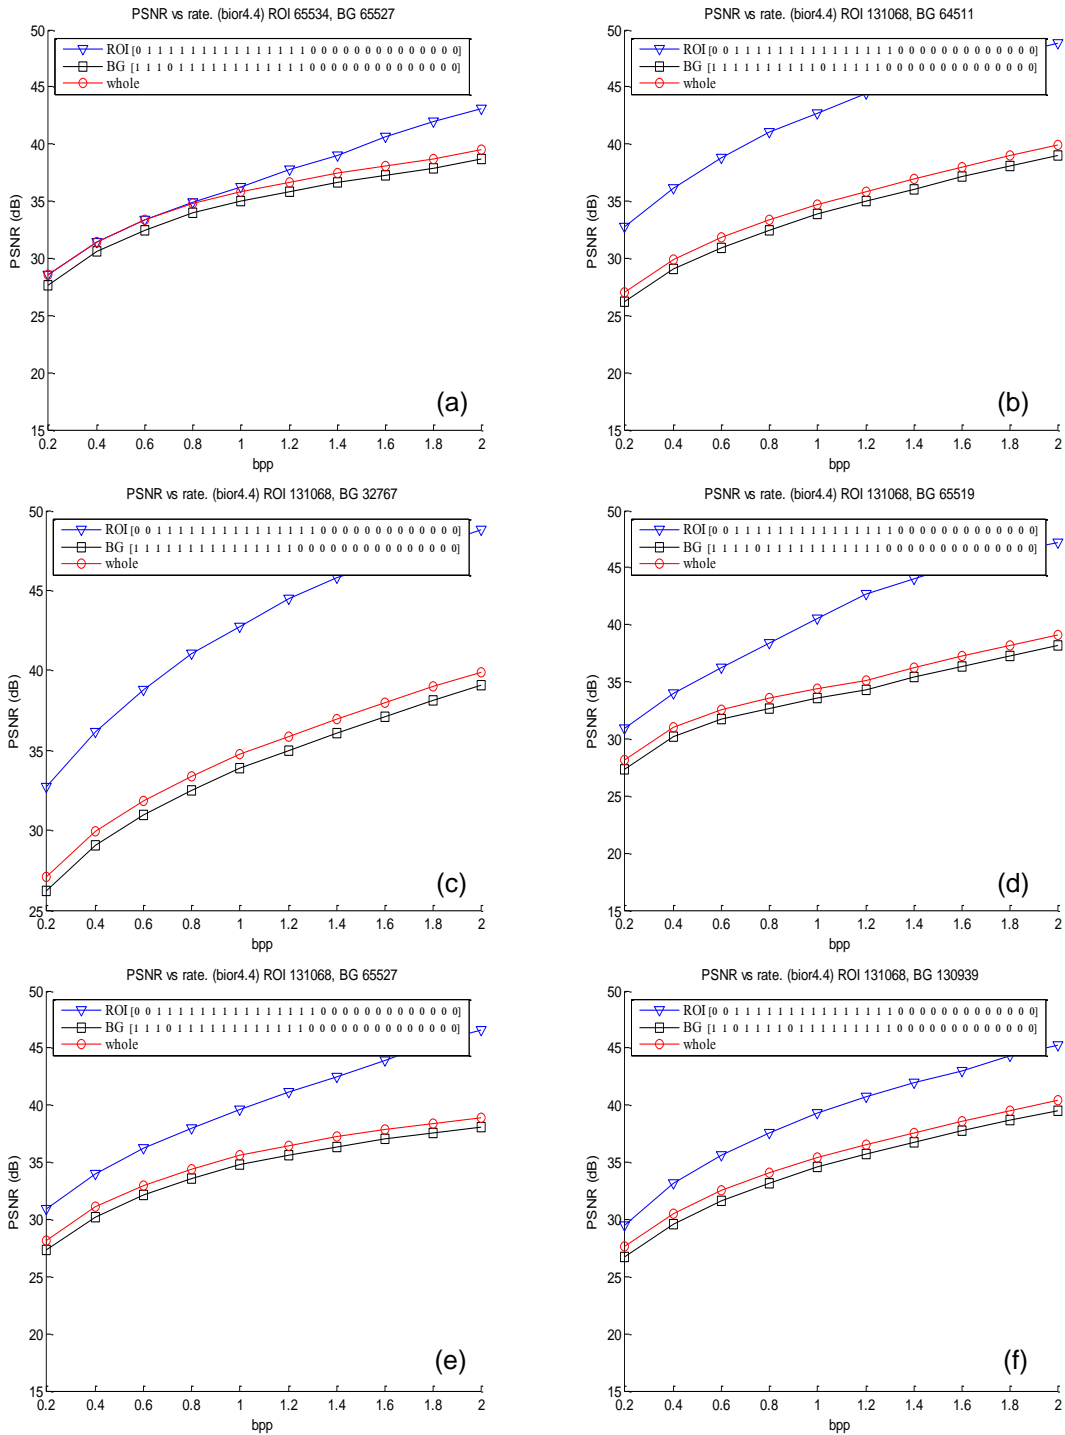 PSNR vs rate. (bior4.4) ROI 65534, BG 65527
ROI [0 1 1 1 1 1 1 1 1 1 1 1 1 1 1 1 0 0 0 0 0 0 0 0 0 0 0 0 0 0]
BG [1 1 1 0 1 1 1 1 1 1 1 1 1 1 1 1 0 0 0 0 0 0 0 0 0 0 0 0 0 0]
whole
50
45
40
35
30
25
20
15
PSNR (dB)
(a)
0.2 0.4 0.6 0.8 1 1.2 1.4 1.6 1.8 2
bpp
PSNR vs rate. (bior4.4) ROI 131068, BG 64511
ROI [0 0 1 1 1 1 1 1 1 1 1 1 1 1 1 1 1 0 0 0 0 0 0 0 0 0 0 0 0 0]
BG [1 1 1 1 1 1 1 1 1 1 0 1 1 1 1 1 0 0 0 0 0 0 0 0 0 0 0 0 0 0]
whole
50
45
40
35
30
25
20
15
PSNR (dB)
(b)
0.2 0.4 0.6 0.8 1 1.2 1.4 1.6 1.8 2
bpp
PSNR vs rate. (bior4.4) ROI 131068, BG 32767
ROI [0 0 1 1 1 1 1 1 1 1 1 1 1 1 1 1 1 0 0 0 0 0 0 0 0 0 0 0 0 0]
BG [1 1 1 1 1 1 1 1 1 1 1 1 1 1 1 0 0 0 0 0 0 0 0 0 0 0 0 0 0 0]
whole
50
45
40
35
30
25
PSNR (dB)
(c)
0.2 0.4 0.6 0.8 1 1.2 1.4 1.6 1.8 2
bpp
PSNR vs rate. (bior4.4) ROI 131068, BG 65519
ROI [0 0 1 1 1 1 1 1 1 1 1 1 1 1 1 1 1 0 0 0 0 0 0 0 0 0 0 0 0 0]
BG [1 1 1 1 0 1 1 1 1 1 1 1 1 1 1 1 0 0 0 0 0 0 0 0 0 0 0 0 0 0]
whole
50
45
40
35
30
25
20
15
PSNR (dB)
(d)
0.2 0.4 0.6 0.8 1 1.2 1.4 1.6 1.8 2
bpp
PSNR vs rate. (bior4.4) ROI 131068, BG 65527
ROI [0 0 1 1 1 1 1 1 1 1 1 1 1 1 1 1 1 0 0 0 0 0 0 0 0 0 0 0 0 0]
BG [1 1 1 0 1 1 1 1 1 1 1 1 1 1 1 1 0 0 0 0 0 0 0 0 0 0 0 0 0 0]
whole
50
45
40
35
30
25
20
15
PSNR (dB)
(e)
0.2 0.4 0.6 0.8 1 1.2 1.4 1.6 1.8 2
bpp
PSNR vs rate. (bior4.4) ROI 131068, BG 130939
ROI [0 0 1 1 1 1 1 1 1 1 1 1 1 1 1 1 1 0 0 0 0 0 0 0 0 0 0 0 0 0]
BG [1 1 0 1 1 1 1 0 1 1 1 1 1 1 1 1 1 0 0 0 0 0 0 0 0 0 0 0 0 0]
whole
50
45
40
35
30
25
20
15
PSNR (dB)
(f)
0.2 0.4 0.6 0.8 1 1.2 1.4 1.6 1.8 2
bpp